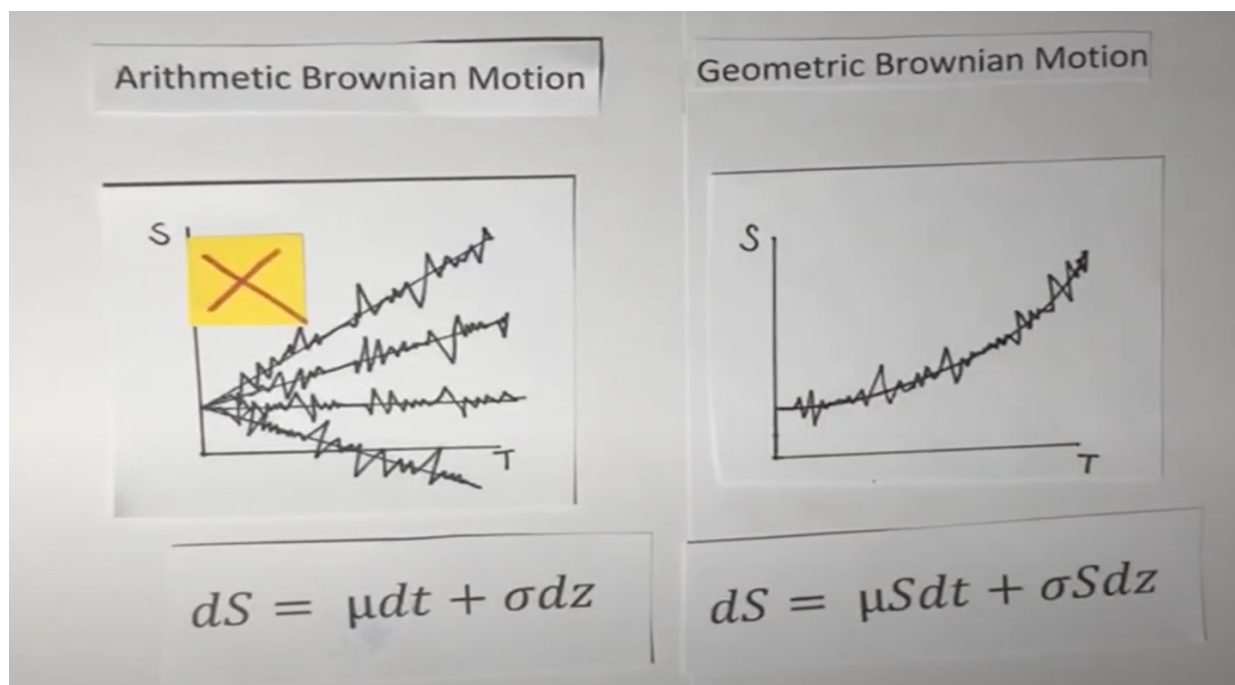 Arithmetic Brownian Motion
S
T
dS = μdt + σdz
Geometric Brownian Motion
S
T
dS = μSdt + σSdz